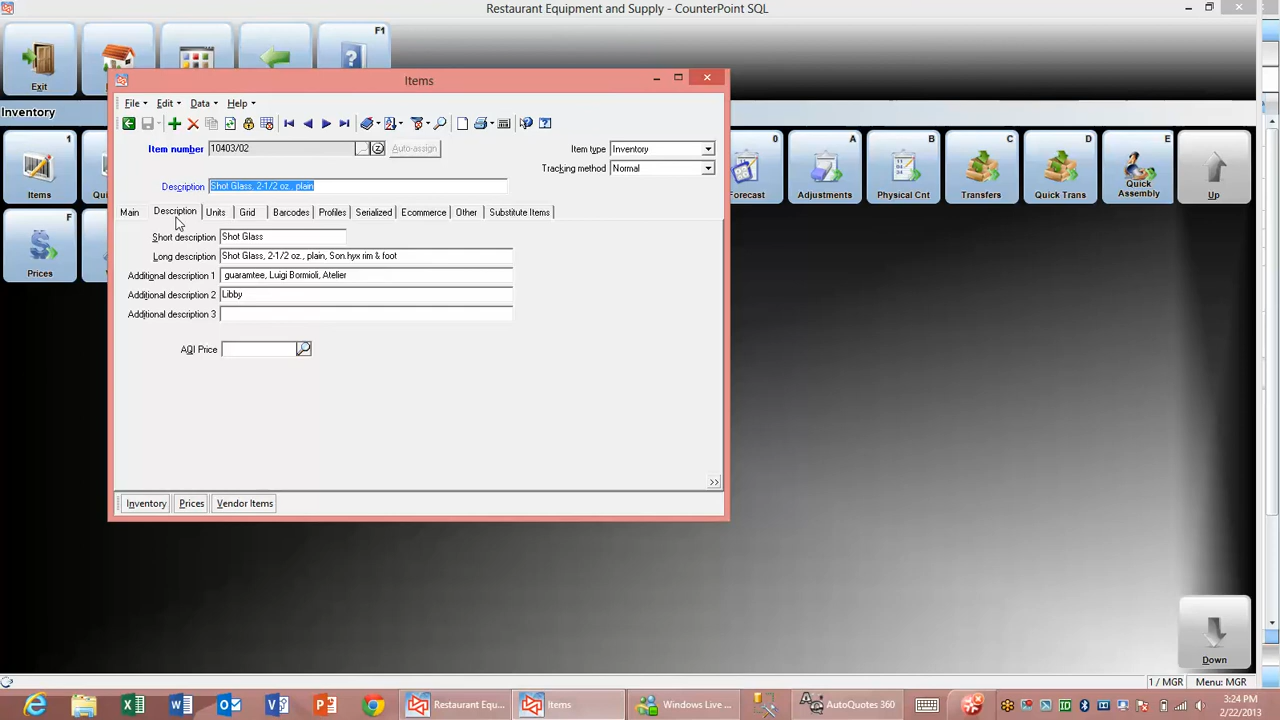 Restaurant Equipment and Supply - CounterPoint SQL
F1
Exit
Inventory
1
Items
F
Prices
0
Forecast
A
Adjustments
B
Physical Cnt
C
Transfers
D
Quick Trans
E
Quick
Assembly
Up
Items
File Edit Data Help
Item number 10403/02 Auto-assign
Item type Inventory
Tracking method Normal
Description Shot Glass, 2-1/2 oz., plain
Main Description Units Grid Barcodes Profiles Serialized Ecommerce Other Substitute Items
Short description Shot Glass
Long description Shot Glass, 2-1/2 oz., plain, Son.hyx rim & foot
Additional description 1 guaramtee, Luigi Bormioli, Atelier
Additional description 2 Libby
Additional description 3
AQI Price
>>
Inventory Prices Vendor Items
Down
1 / MGR Menu: MGR
Restaurant Equ... Items Windows Live ... AutoQuotes 360
3:24 PM
2/22/2013